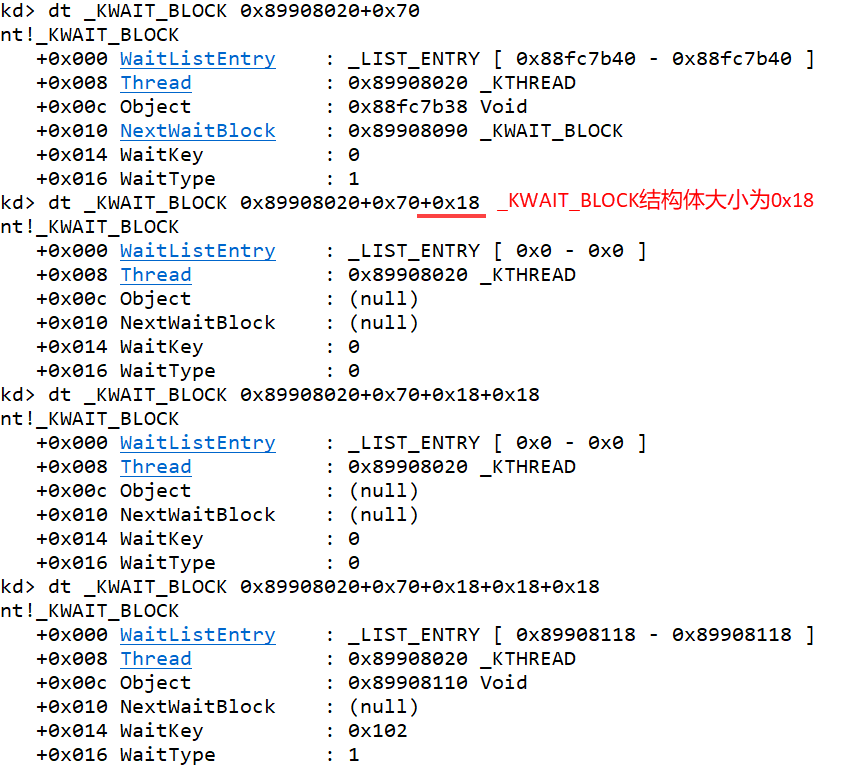 kd> dt _KWAIT_BLOCK 0x89908020+0x70
nt!_KWAIT_BLOCK
   +0x000 WaitListEntry    : _LIST_ENTRY [ 0x88fc7b40 - 0x88fc7b40 ]
   +0x008 Thread           : 0x89908020 _KTHREAD
   +0x00c Object           : 0x88fc7b38 Void
   +0x010 NextWaitBlock    : 0x89908090 _KWAIT_BLOCK
   +0x014 WaitKey          : 0
   +0x016 WaitType         : 1
kd> dt _KWAIT_BLOCK 0x89908020+0x70+0x18 _KWAIT_BLOCK结构体大小为0x18
nt!_KWAIT_BLOCK
   +0x000 WaitListEntry    : _LIST_ENTRY [ 0x0 - 0x0 ]
   +0x008 Thread           : 0x89908020 _KTHREAD
   +0x00c Object           : (null)
   +0x010 NextWaitBlock    : (null)
   +0x014 WaitKey          : 0
   +0x016 WaitType         : 0
kd> dt _KWAIT_BLOCK 0x89908020+0x70+0x18+0x18
nt!_KWAIT_BLOCK
   +0x000 WaitListEntry    : _LIST_ENTRY [ 0x0 - 0x0 ]
   +0x008 Thread           : 0x89908020 _KTHREAD
   +0x00c Object           : (null)
   +0x010 NextWaitBlock    : (null)
   +0x014 WaitKey          : 0
   +0x016 WaitType         : 0
kd> dt _KWAIT_BLOCK 0x89908020+0x70+0x18+0x18+0x18
nt!_KWAIT_BLOCK
   +0x000 WaitListEntry    : _LIST_ENTRY [ 0x89908118 - 0x89908118 ]
   +0x008 Thread           : 0x89908020 _KTHREAD
   +0x00c Object           : 0x89908110 Void
   +0x010 NextWaitBlock    : (null)
   +0x014 WaitKey          : 0x102
   +0x016 WaitType         : 1